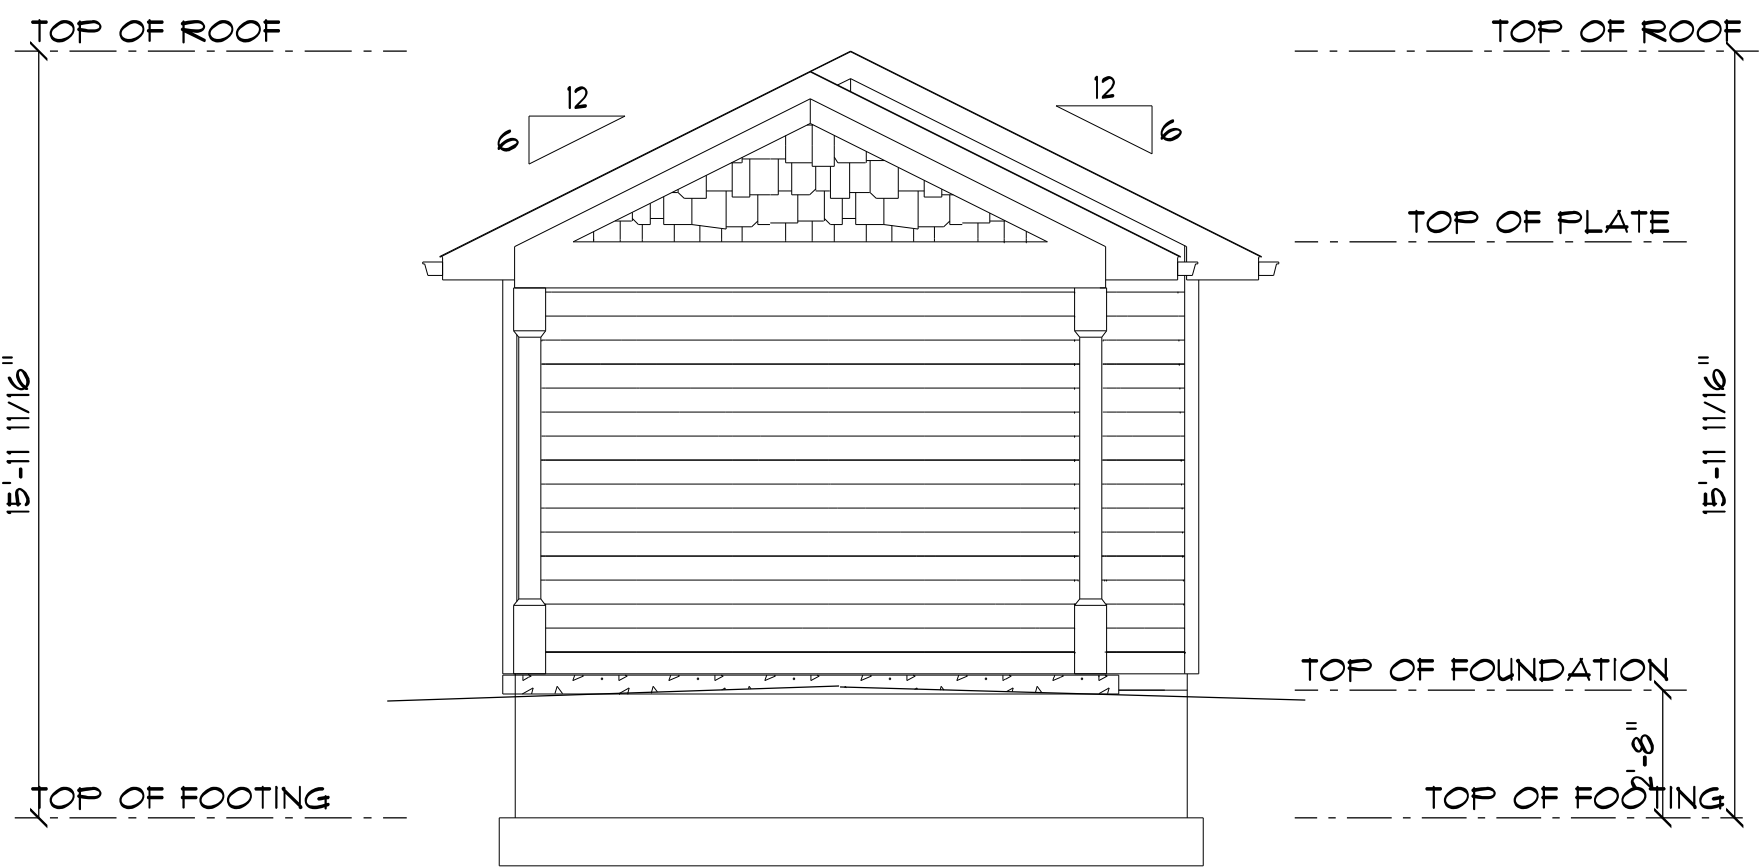 TOP OF ROOF
TOP OF ROOF
12
6
12
6
TOP OF PLATE
15'-11 11/16"
15'-11 11/16"
TOP OF FOUNDATION
2'-8"
TOP OF FOOTING
TOP OF FOOTING